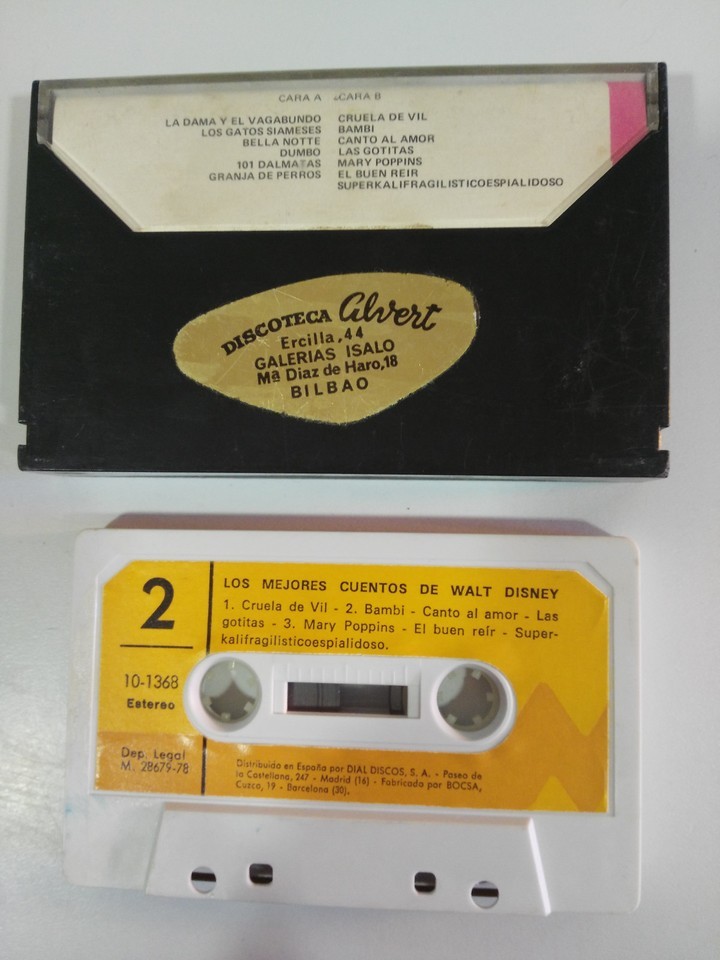 CARA A CARA B
LA DAMA Y EL VAGABUNDO CRUELA DE VIL
LOS GATOS SIAMESES BAMBI
BELLA NOTTE CANTO AL AMOR
DUMBO LAS GOTITAS
101 DALMATAS MARY POPPINS
GRANJA DE PERROS EL BUEN REIR
SUPERKALIFRAGILISTICOESPIALIDOSO
DISCOTECA Alvert
Ercilla,44
GALERIAS ISALO
Mª Diaz de Haro,18
BILBAO
2
LOS MEJORES CUENTOS DE WALT DISNEY
1. Cruela de Vil - 2. Bambi - Canto al amor - Las
gotitas - 3. Mary Poppins - El buen reír - Super-
kalifragilisticoespialidoso.
10-1368
Estereo
Dep. Legal
M. 28679-78
Distribuido en España por DIAL DISCOS, S. A. - Paseo de
la Castellana, 247 - Madrid (16) - Fabricado por BOCSA,
Cuzco, 19 - Barcelona (30).